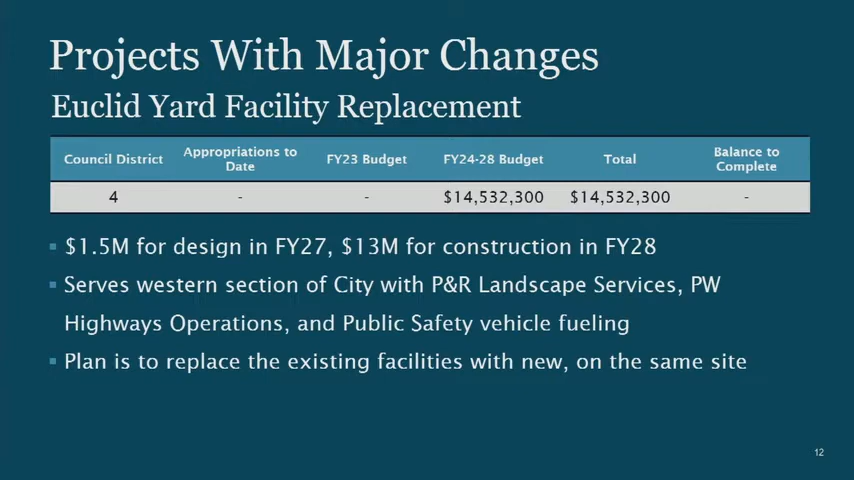 Projects With Major Changes
Euclid Yard Facility Replacement
Council District
Appropriations to
Date
FY23 Budget
FY24-28 Budget
Total
Balance to
Complete
4
-
-
$14,532,300
$14,532,300
-
▪ $1.5M for design in FY27, $13M for construction in FY28
▪ Serves western section of City with P&R Landscape Services, PW
Highways Operations, and Public Safety vehicle fueling
▪ Plan is to replace the existing facilities with new, on the same site
12